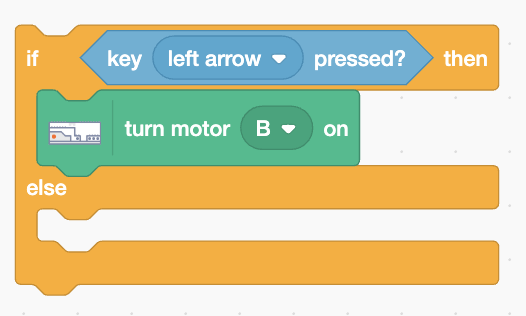 if key left arrow pressed? then
turn motor B on
else